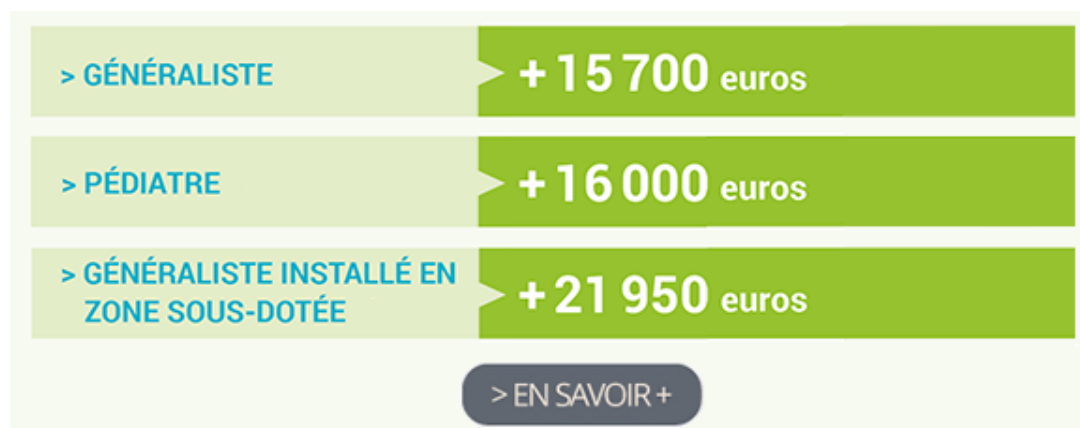 > GÉNÉRALISTE
+ 15 700 euros
> PÉDIATRE
+ 16 000 euros
> GÉNÉRALISTE INSTALLÉ EN
ZONE SOUS-DOTÉE
+ 21 950 euros
> EN SAVOIR +